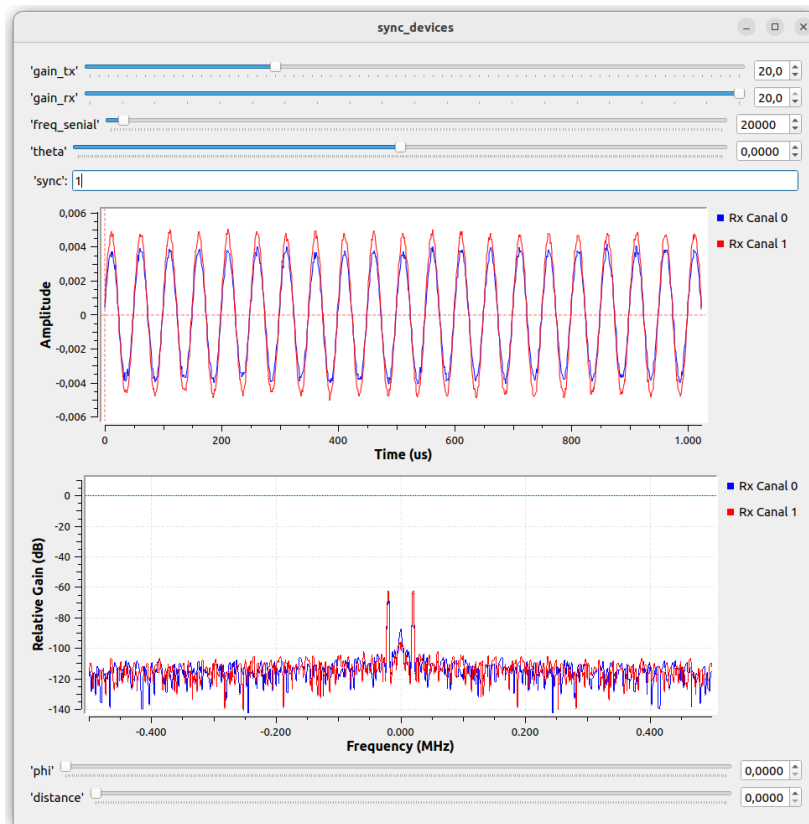 sync_devices
'gain_tx' 20,0
'gain_rx' 20,0
'freq_senial' 20000
'theta' 0,0000
'sync': 1
0,006
0,004
0,002
0
-0,002
-0,004
-0,006
Amplitude
0 200 400 600 800 1.000
Time (us)
Rx Canal 0
Rx Canal 1
0
-20
-40
-60
-80
-100
-120
-140
Relative Gain (dB)
-0.400 -0.200 0.000 0.200 0.400
Frequency (MHz)
Rx Canal 0
Rx Canal 1
'phi' 0,0000
'distance' 0,0000